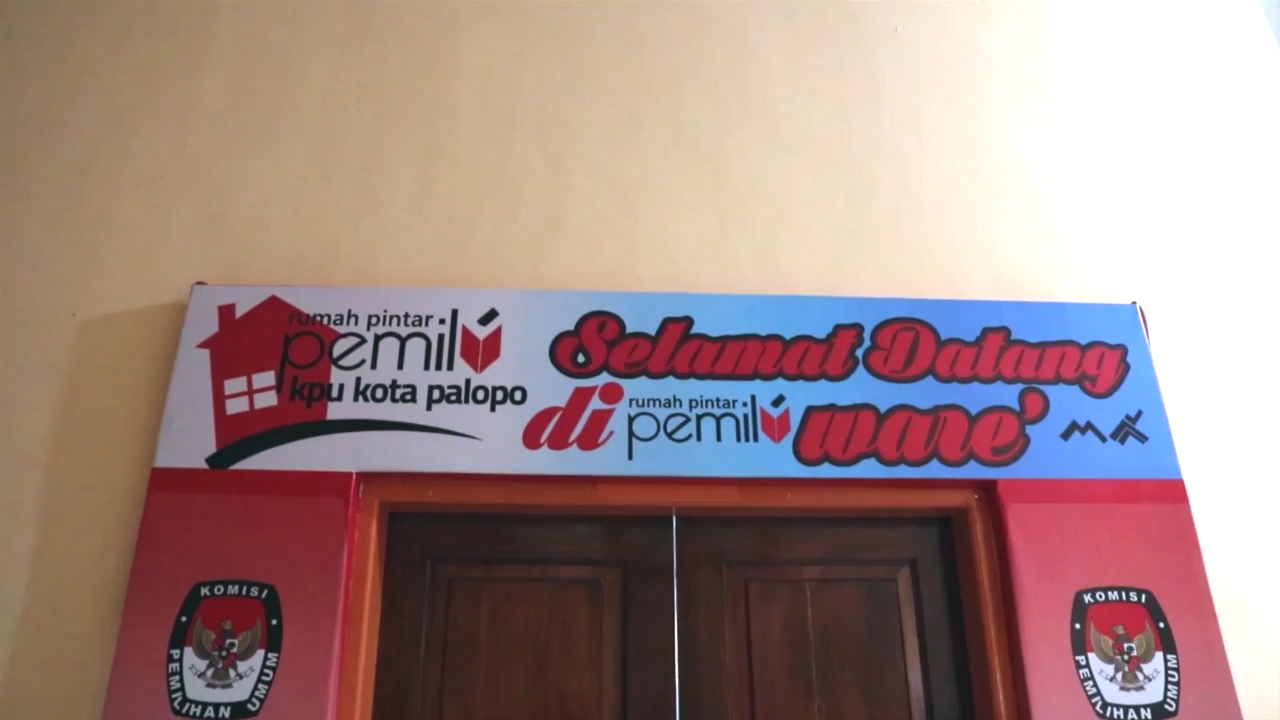 rumah pintar
pemilu
kpu kota palopo
Selamat Datang
di rumah pintar pemilu ware'
KOMISI
PEMILIHAN UMUM
KOMISI
PEMILIHAN UMUM